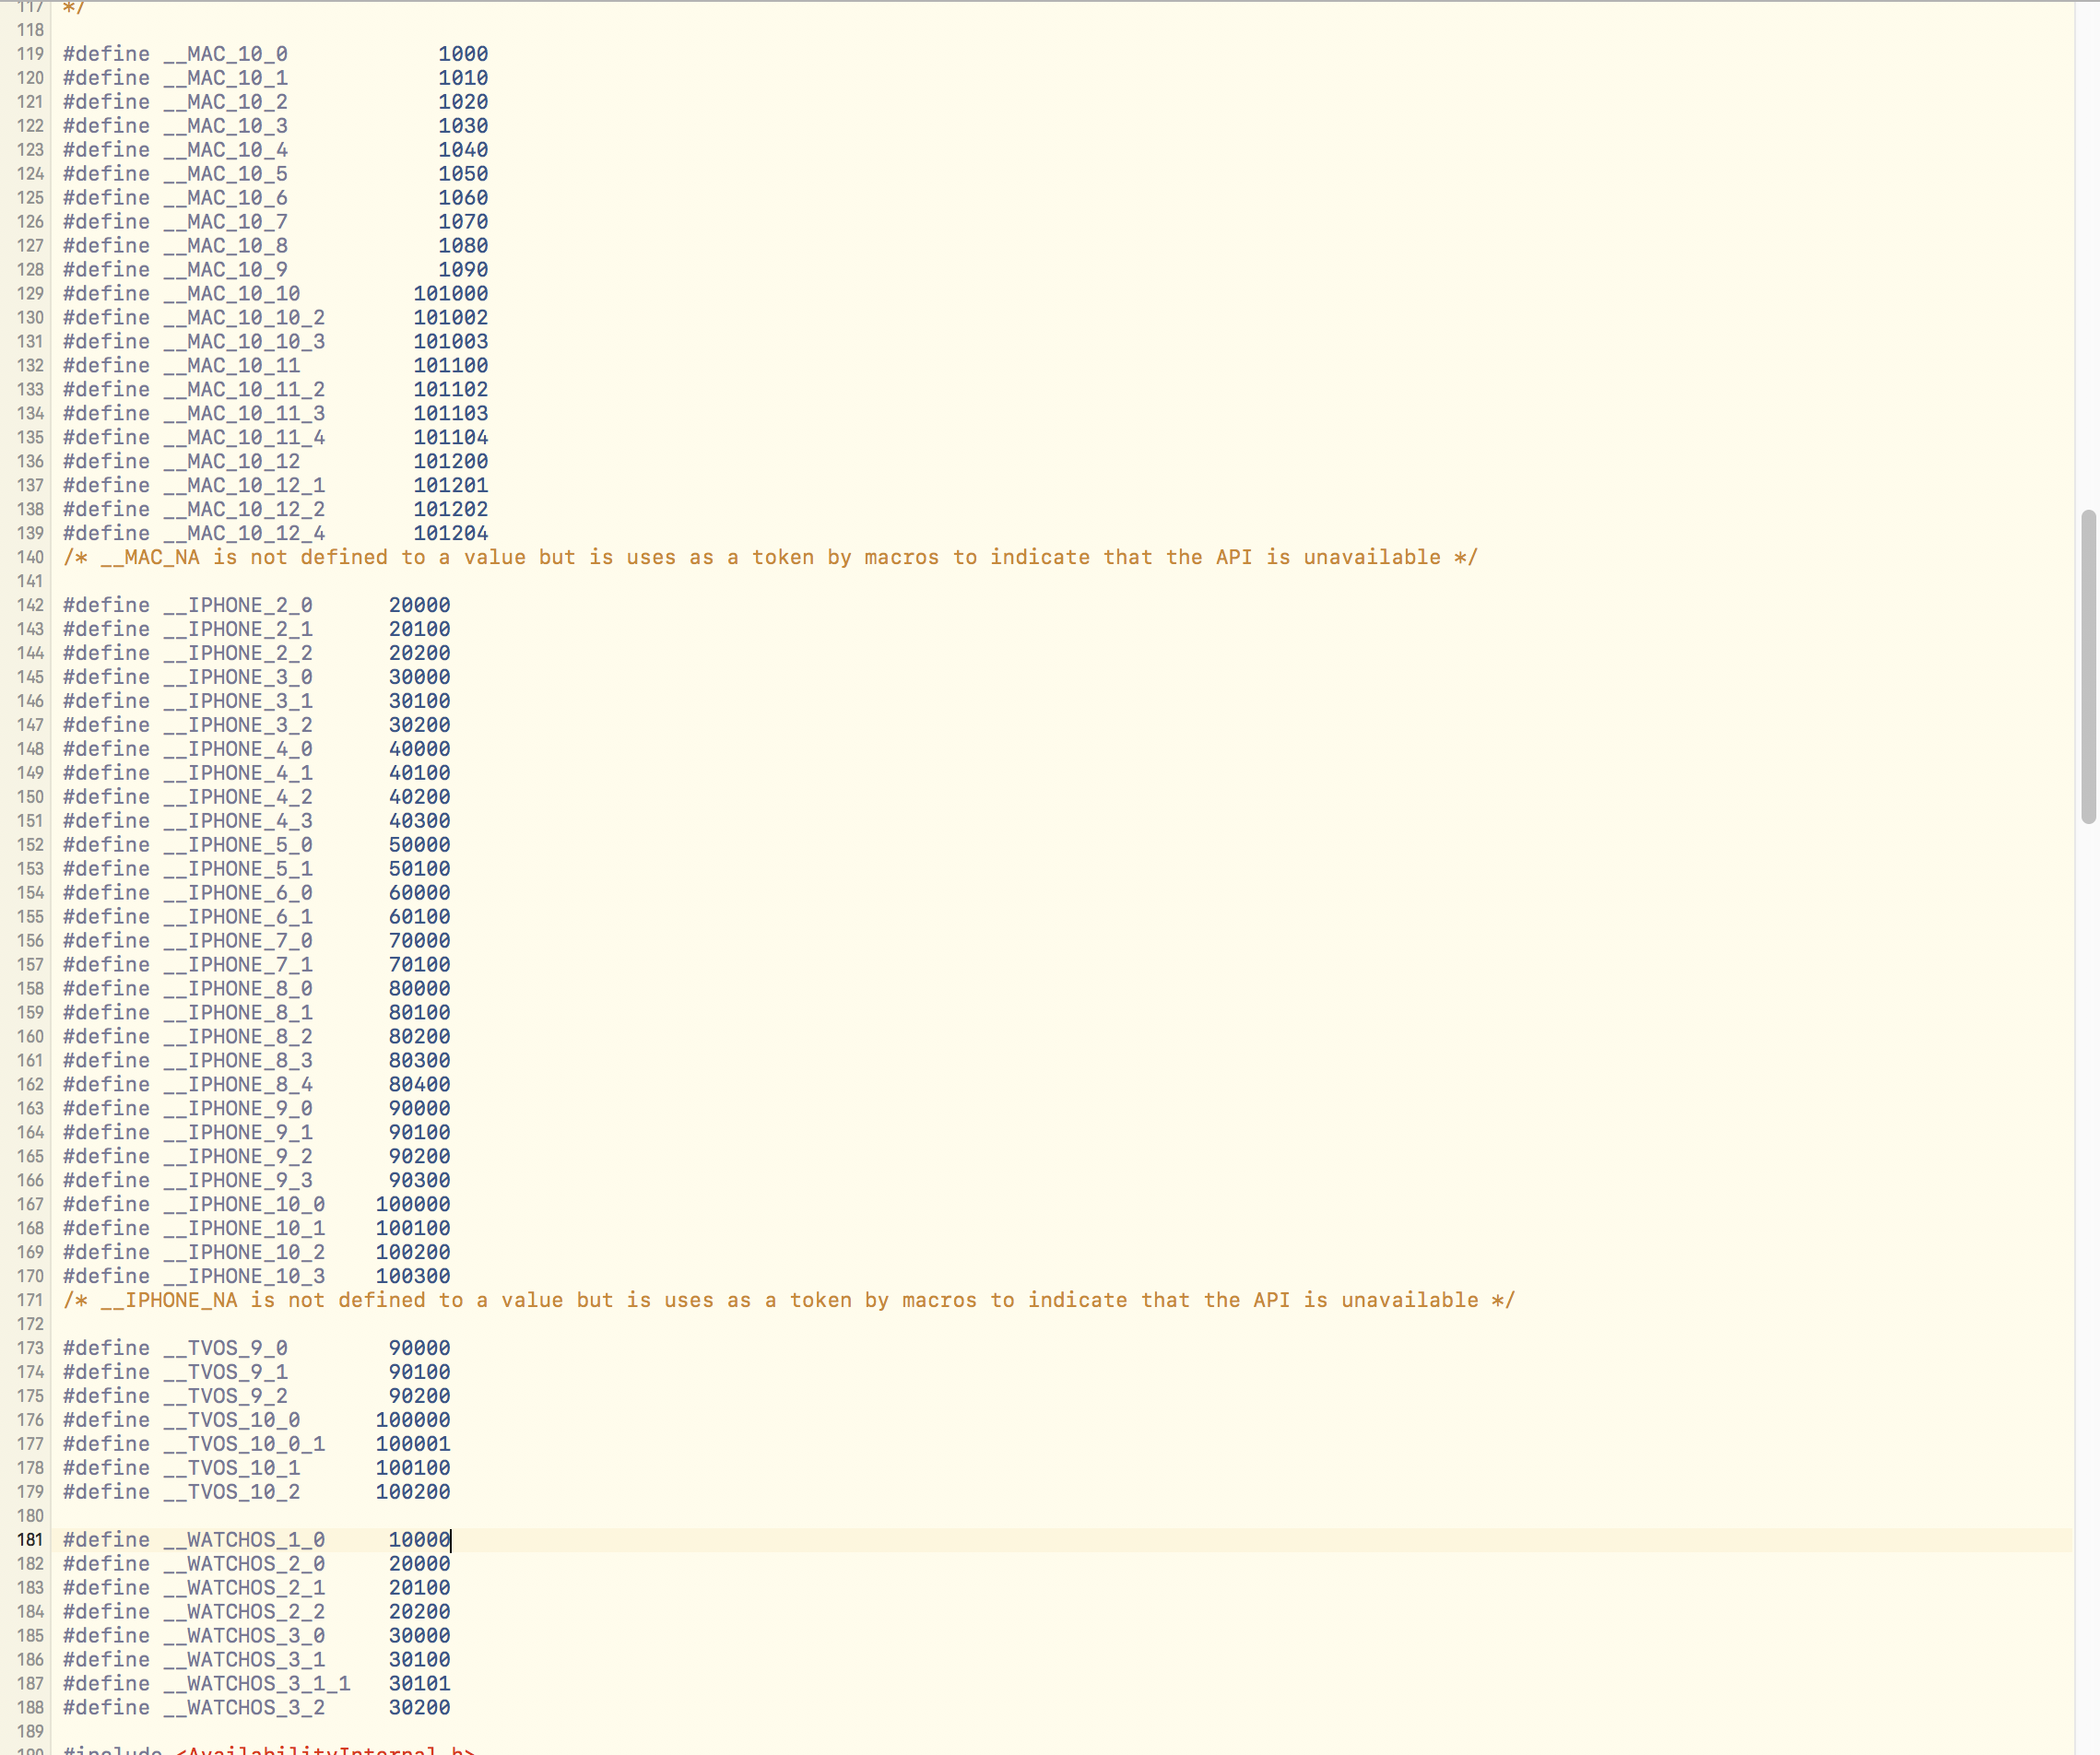 117 */
118
119 #define __MAC_10_0            1000
120 #define __MAC_10_1            1010
121 #define __MAC_10_2            1020
122 #define __MAC_10_3            1030
123 #define __MAC_10_4            1040
124 #define __MAC_10_5            1050
125 #define __MAC_10_6            1060
126 #define __MAC_10_7            1070
127 #define __MAC_10_8            1080
128 #define __MAC_10_9            1090
129 #define __MAC_10_10         101000
130 #define __MAC_10_10_2       101002
131 #define __MAC_10_10_3       101003
132 #define __MAC_10_11         101100
133 #define __MAC_10_11_2       101102
134 #define __MAC_10_11_3       101103
135 #define __MAC_10_11_4       101104
136 #define __MAC_10_12         101200
137 #define __MAC_10_12_1       101201
138 #define __MAC_10_12_2       101202
139 #define __MAC_10_12_4       101204
140 /* __MAC_NA is not defined to a value but is uses as a token by macros to indicate that the API is unavailable */
141
142 #define __IPHONE_2_0      20000
143 #define __IPHONE_2_1      20100
144 #define __IPHONE_2_2      20200
145 #define __IPHONE_3_0      30000
146 #define __IPHONE_3_1      30100
147 #define __IPHONE_3_2      30200
148 #define __IPHONE_4_0      40000
149 #define __IPHONE_4_1      40100
150 #define __IPHONE_4_2      40200
151 #define __IPHONE_4_3      40300
152 #define __IPHONE_5_0      50000
153 #define __IPHONE_5_1      50100
154 #define __IPHONE_6_0      60000
155 #define __IPHONE_6_1      60100
156 #define __IPHONE_7_0      70000
157 #define __IPHONE_7_1      70100
158 #define __IPHONE_8_0      80000
159 #define __IPHONE_8_1      80100
160 #define __IPHONE_8_2      80200
161 #define __IPHONE_8_3      80300
162 #define __IPHONE_8_4      80400
163 #define __IPHONE_9_0      90000
164 #define __IPHONE_9_1      90100
165 #define __IPHONE_9_2      90200
166 #define __IPHONE_9_3      90300
167 #define __IPHONE_10_0    100000
168 #define __IPHONE_10_1    100100
169 #define __IPHONE_10_2    100200
170 #define __IPHONE_10_3    100300
171 /* __IPHONE_NA is not defined to a value but is uses as a token by macros to indicate that the API is unavailable */
172
173 #define __TVOS_9_0        90000
174 #define __TVOS_9_1        90100
175 #define __TVOS_9_2        90200
176 #define __TVOS_10_0      100000
177 #define __TVOS_10_0_1    100001
178 #define __TVOS_10_1      100100
179 #define __TVOS_10_2      100200
180
181 #define __WATCHOS_1_0     10000
182 #define __WATCHOS_2_0     20000
183 #define __WATCHOS_2_1     20100
184 #define __WATCHOS_2_2     20200
185 #define __WATCHOS_3_0     30000
186 #define __WATCHOS_3_1     30100
187 #define __WATCHOS_3_1_1   30101
188 #define __WATCHOS_3_2     30200
189
190 #include <AvailabilityInternal.h>